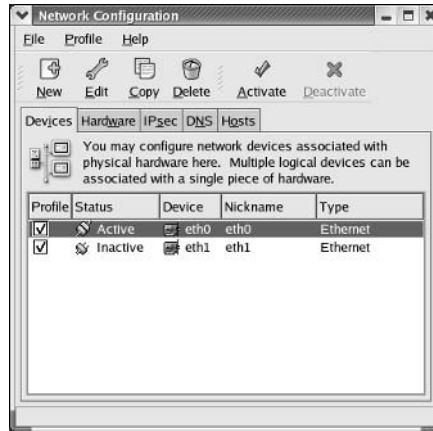 Network Configuration
File Profile Help
New Edit Copy Delete Activate Deactivate
Devices Hardware IPsec DNS Hosts
You may configure network devices associated with
physical hardware here. Multiple logical devices can be
associated with a single piece of hardware.
Profile Status Device Nickname Type
Active eth0 eth0 Ethernet
Inactive eth1 eth1 Ethernet